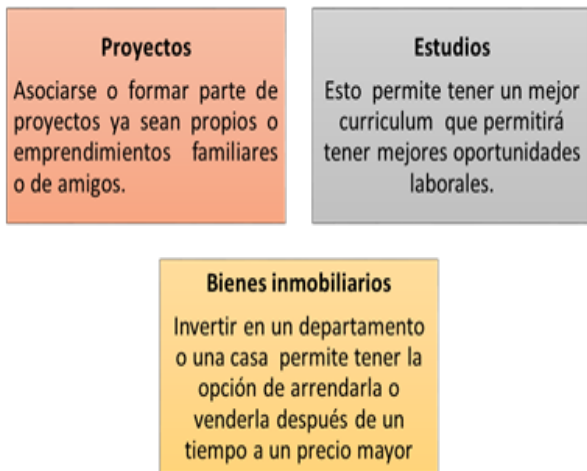 Proyectos
Asociarse o formar parte de
proyectos ya sean propios o
emprendimientos familiares
o de amigos.
Estudios
Esto permite tener un mejor
curriculum que permitirá
tener mejores oportunidades
laborales.
Bienes inmobiliarios
Invertir en un departamento
o una casa permite tener la
opción de arrendarla o
venderla después de un
tiempo a un precio mayor